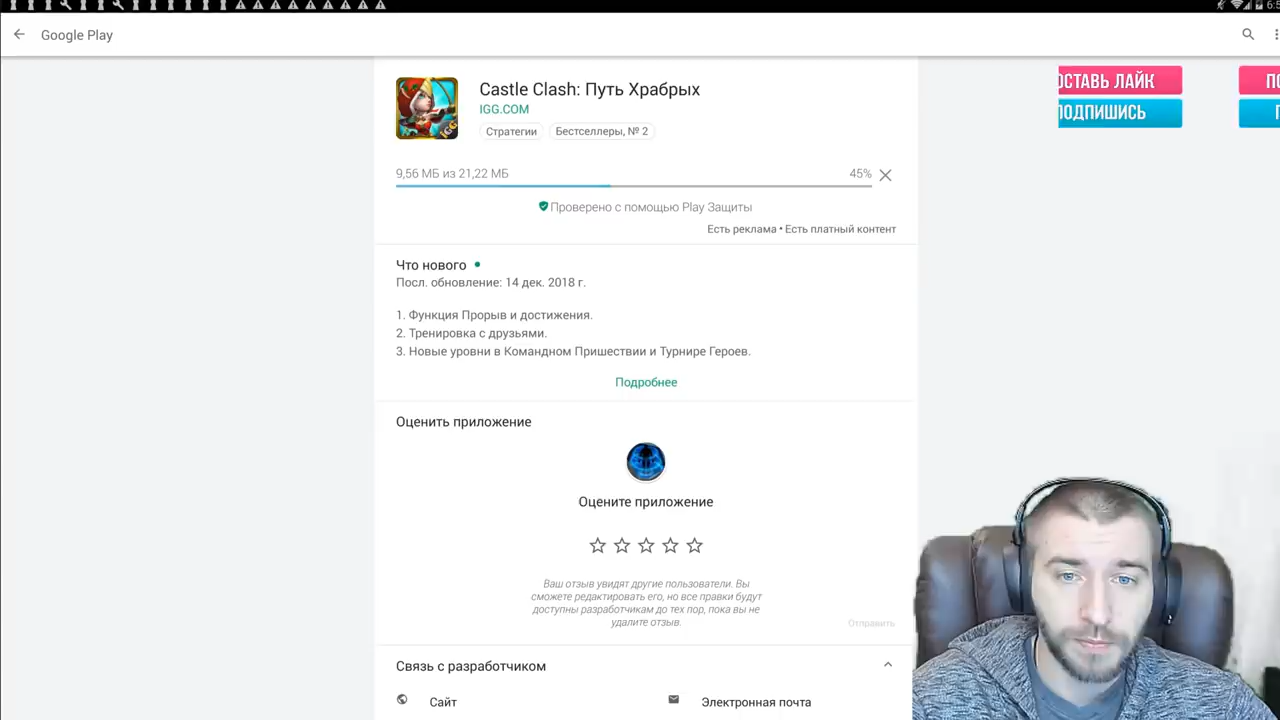 6:5
Google Play
Castle Clash: Путь Храбрых
IGG.COM
Стратегии
Бестселлеры, № 2
IGG
ОСТАВЬ ЛАЙК
ПОДПИШИСЬ
9,56 МБ из 21,22 МБ
45%
Проверено с помощью Play Защиты
Есть реклама • Есть платный контент
Что нового
Посл. обновление: 14 дек. 2018 г.
1. Функция Прорыв и достижения.
2. Тренировка с друзьями.
3. Новые уровни в Командном Пришествии и Турнире Героев.
Подробнее
Оценить приложение
Оцените приложение
Ваш отзыв увидят другие пользователи. Вы
сможете редактировать его, но все правки будут
доступны разработчикам до тех пор, пока вы не
удалите отзыв.
Отправить
Связь с разработчиком
Сайт
Электронная почта